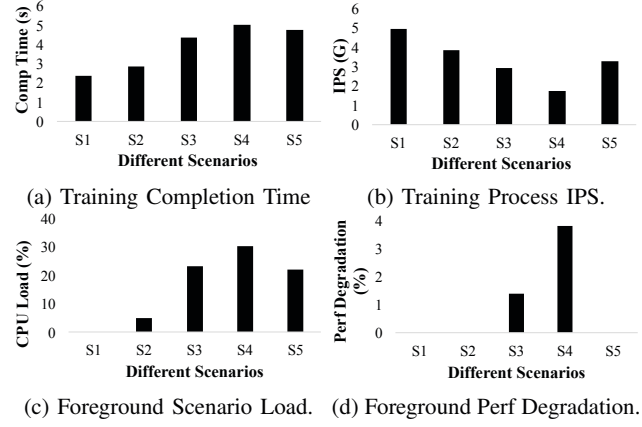 Comp Time (s)
6
5
4
3
2
1
0
S1 S2 S3 S4 S5
Different Scenarios
(a) Training Completion Time
IPS (G)
6
5
4
3
2
1
0
S1 S2 S3 S4 S5
Different Scenarios
(b) Training Process IPS.
CPU Load (%)
40
30
20
10
0
S1 S2 S3 S4 S5
Different Scenarios
(c) Foreground Scenario Load.
Perf Degradation
(%)
4
3
2
1
0
S1 S2 S3 S4 S5
Different Scenarios
(d) Foreground Perf Degradation.